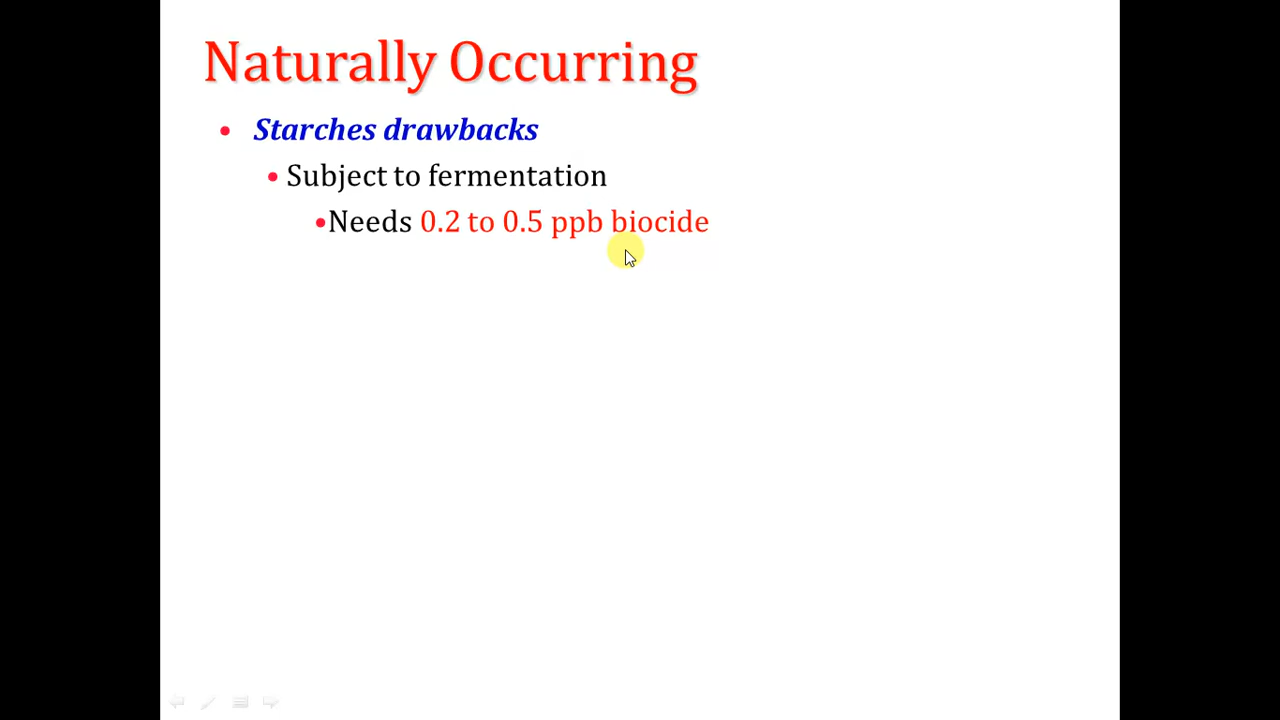 Naturally Occurring
• Starches drawbacks
• Subject to fermentation
•Needs 0.2 to 0.5 ppb biocide